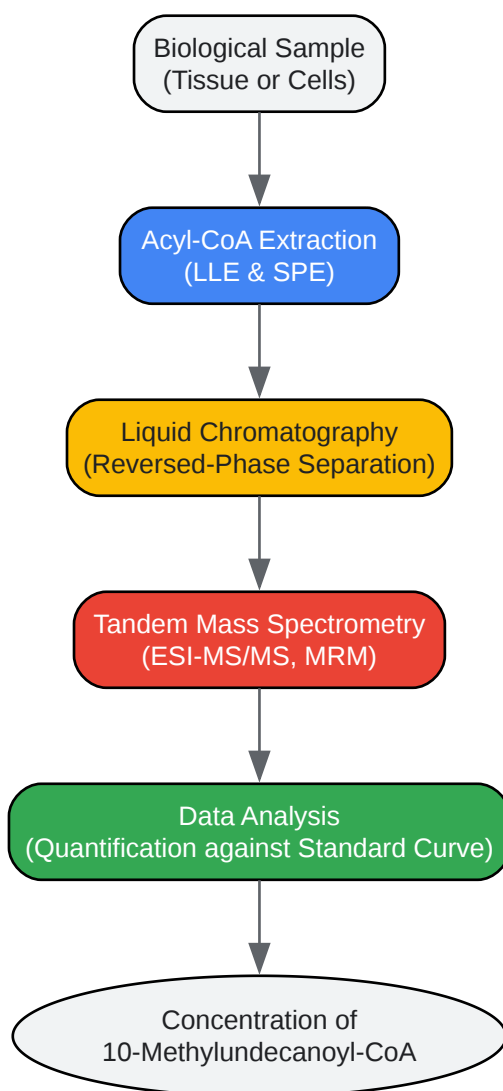 Biological Sample
(Tissue or Cells)
Acyl-CoA Extraction
(LLE & SPE)
Liquid Chromatography
(Reversed-Phase Separation)
Tandem Mass Spectrometry
(ESI-MS/MS, MRM)
Data Analysis
(Quantification against Standard Curve)
Concentration of
10-Methylundecanoyl-CoA